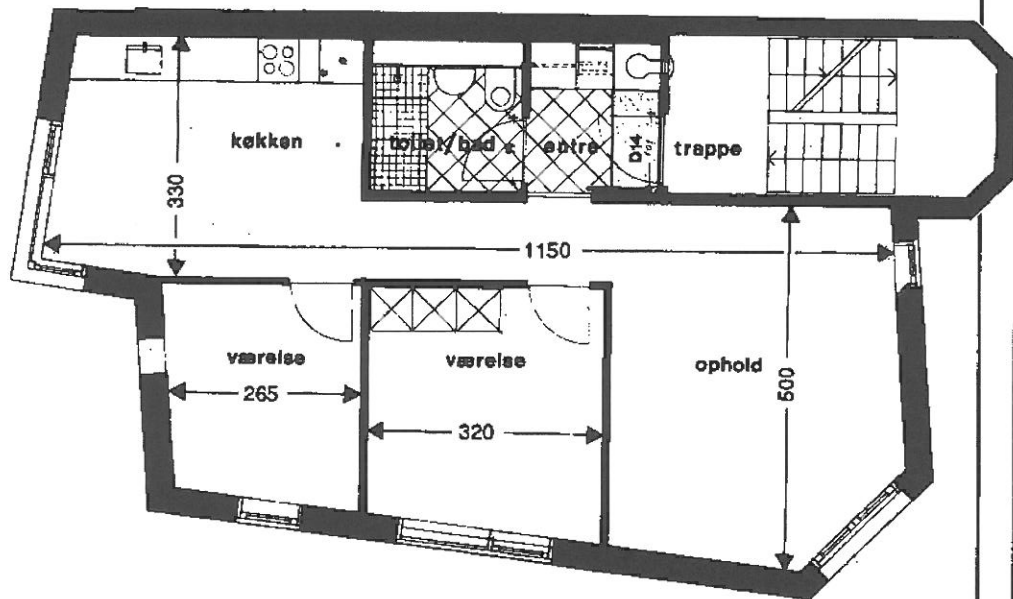 køkken
toilet/bad
entre
D14
trappe
330
1150
værelse
værelse
ophold
265
320
500